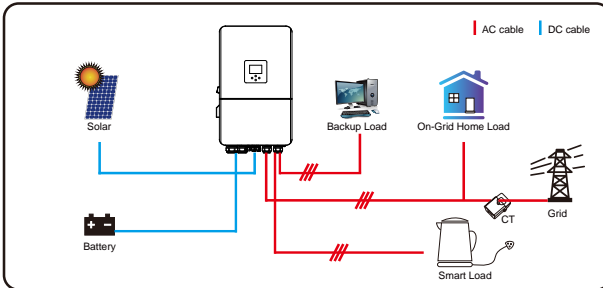 AC cable
DC cable
Solar
Backup Load
On-Grid Home Load
CT
Grid
Battery
Smart Load